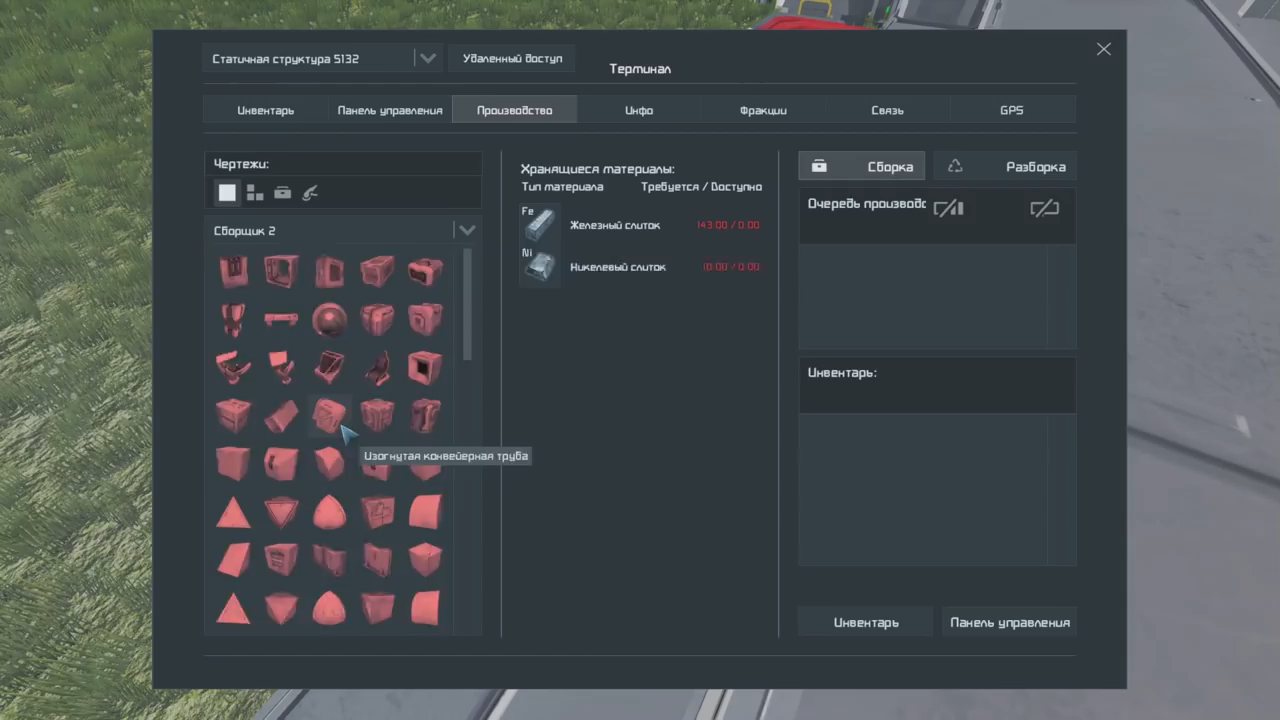 Статичная структура 5132
Удаленный доступ
Терминал
Инвентарь
Панель управления
Производство
Инфо
Фракции
Связь
GPS
Чертежи:
Сборщик 2
Изогнутая конвейерная труба
Хранящиеся материалы:
Тип материала
Требуется / Доступно
Fe
Железный слиток
143.00 / 0.00
Ni
Никелевый слиток
10.00 / 0.00
Сборка
Разборка
Очередь производс
Инвентарь:
Инвентарь
Панель управления